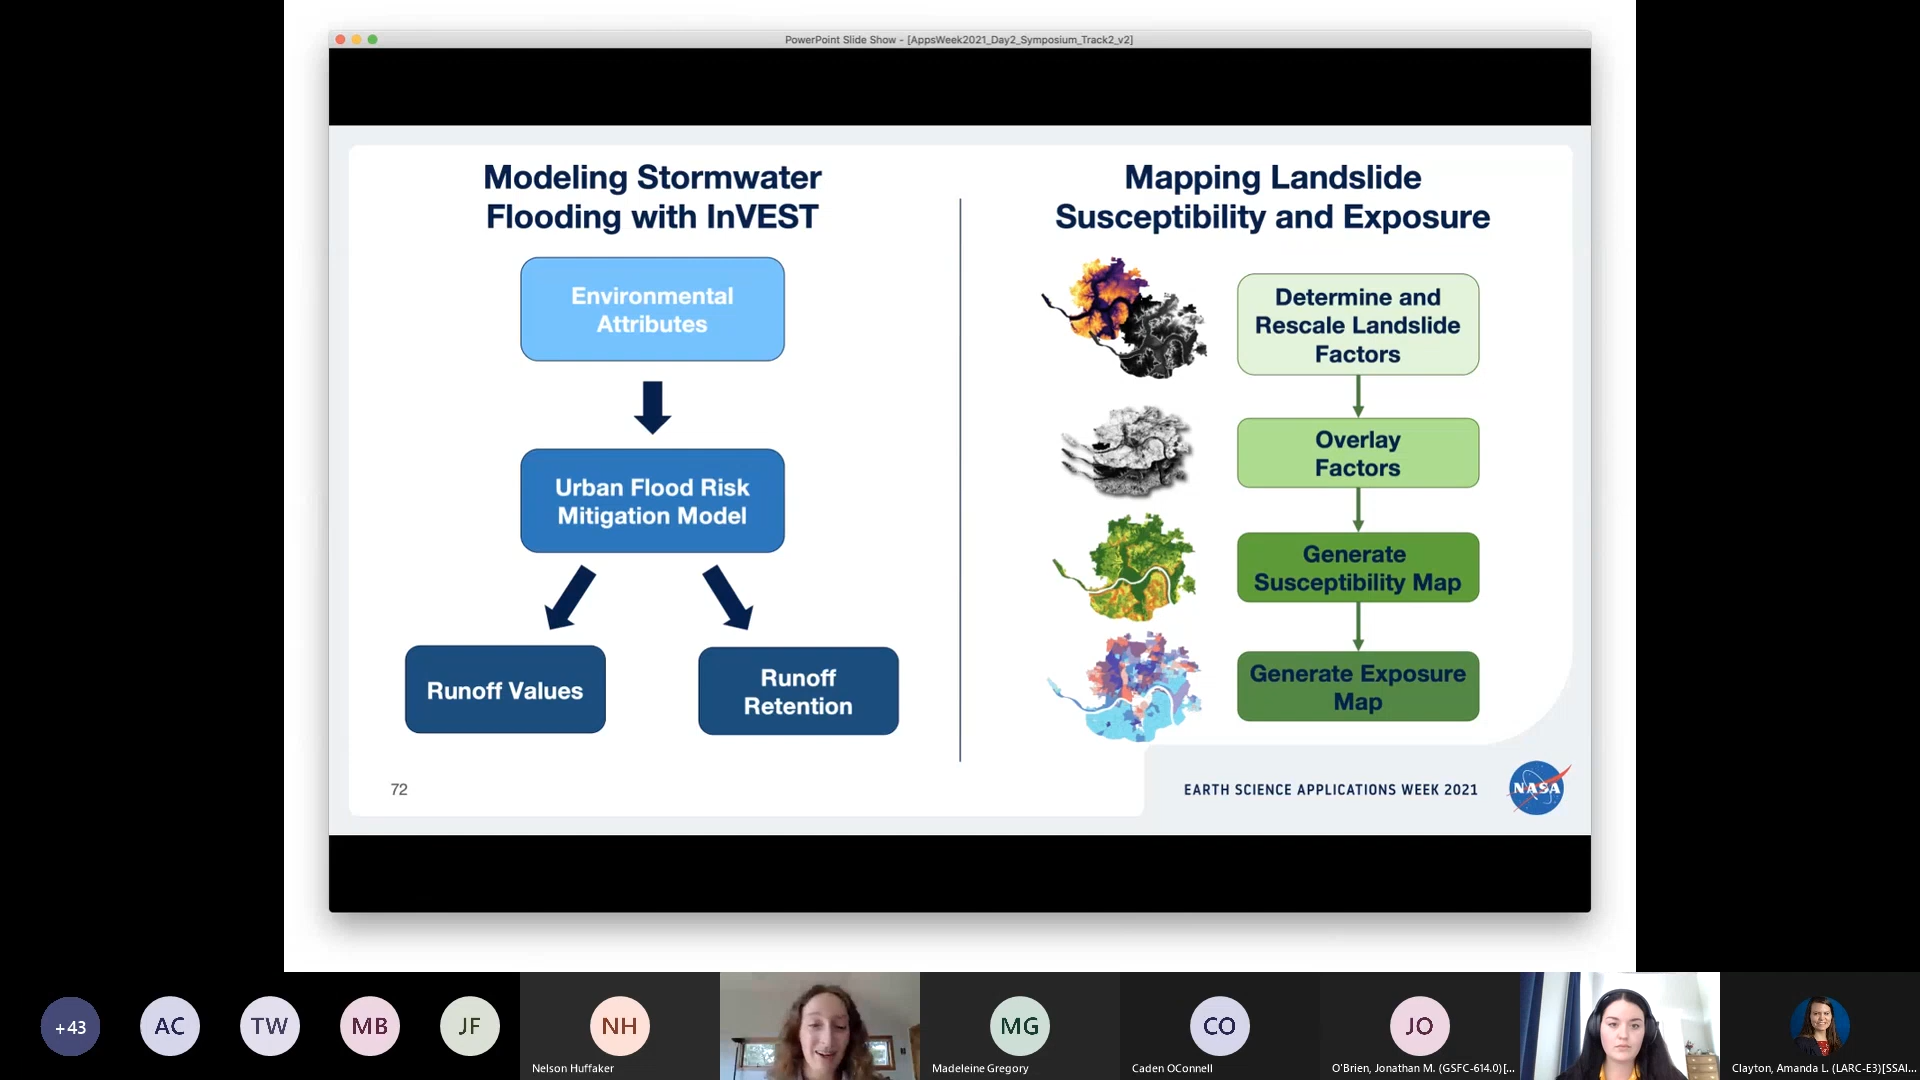 PowerPoint Slide Show - [AppsWeek2021_Day2_Symposium_Track2_v2]
Modeling Stormwater
Flooding with InVEST
Environmental
Attributes
Urban Flood Risk
Mitigation Model
Runoff Values
Runoff
Retention
Mapping Landslide
Susceptibility and Exposure
Determine and
Rescale Landslide
Factors
Overlay
Factors
Generate
Susceptibility Map
Generate Exposure
Map
72
EARTH SCIENCE APPLICATIONS WEEK 2021
NASA
+43
AC
TW
MB
JF
NH
Nelson Huffaker
MG
Madeleine Gregory
CO
Caden OConnell
JO
O'Brien, Jonathan M. (GSFC-614.0)[...
Clayton, Amanda L. (LARC-E3)[SSAI...